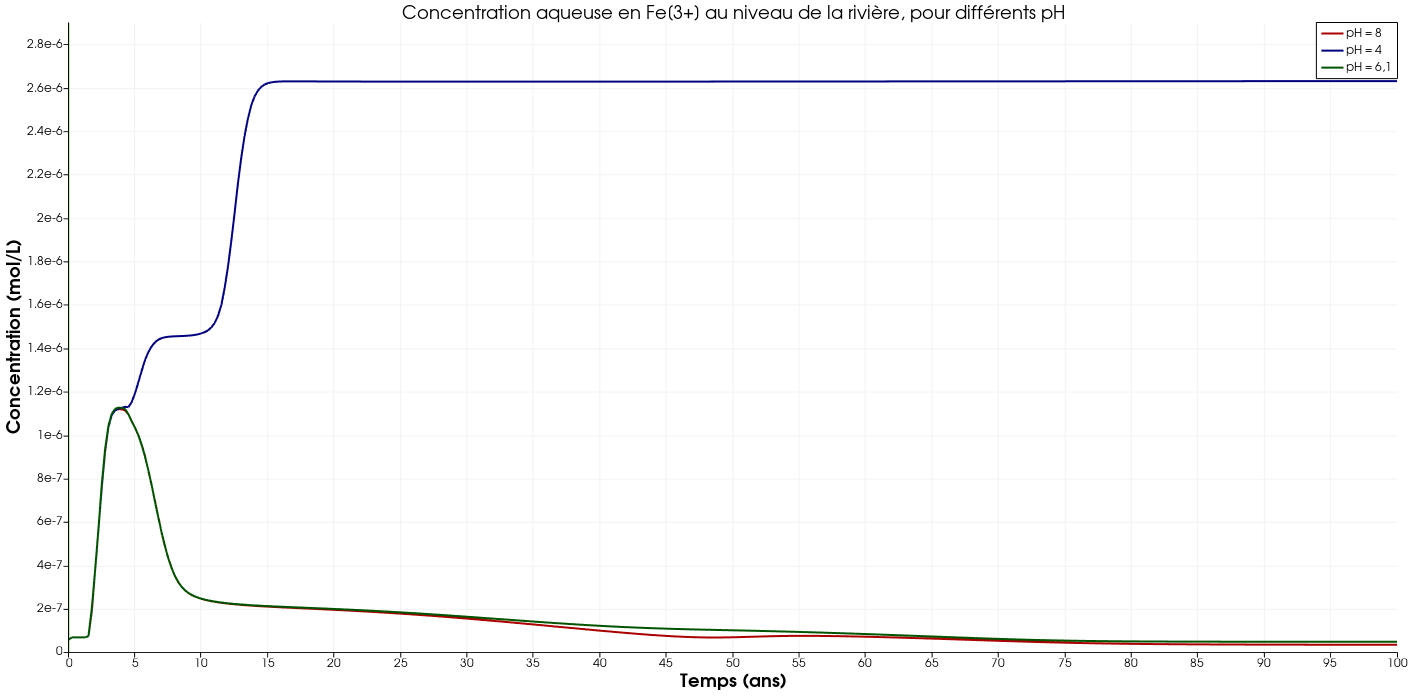 Concentration aqueuse en Fe(3+) au niveau de la rivière, pour différents pH
pH = 8
pH = 4
pH = 6,1
Concentration (mol/L)
2.8e-6
2.6e-6
2.4e-6
2.2e-6
2e-6
1.8e-6
1.6e-6
1.4e-6
1.2e-6
1e-6
8e-7
6e-7
4e-7
2e-7
0
0 5 10 15 20 25 30 35 40 45 50 55 60 65 70 75 80 85 90 95 100
Temps (ans)